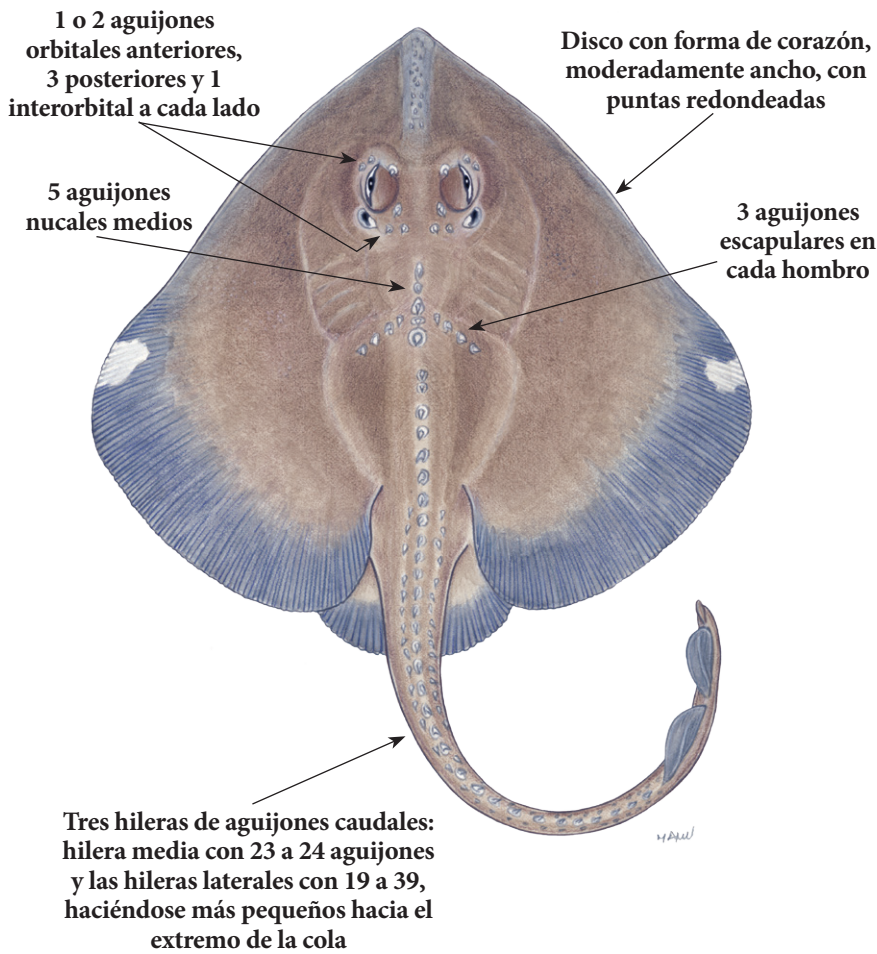 1 o 2 aguijones
orbitales anteriores,
3 posteriores y 1
interorbital a cada lado
Disco con forma de corazón,
moderadamente ancho, con
puntas redondeadas
5 aguijones
nucales medios
3 aguijones
escapulares en
cada hombro
Tres hileras de aguijones caudales:
hilera media con 23 a 24 aguijones
y las hileras laterales con 19 a 39,
haciéndose más pequeños hacia el
extremo de la cola